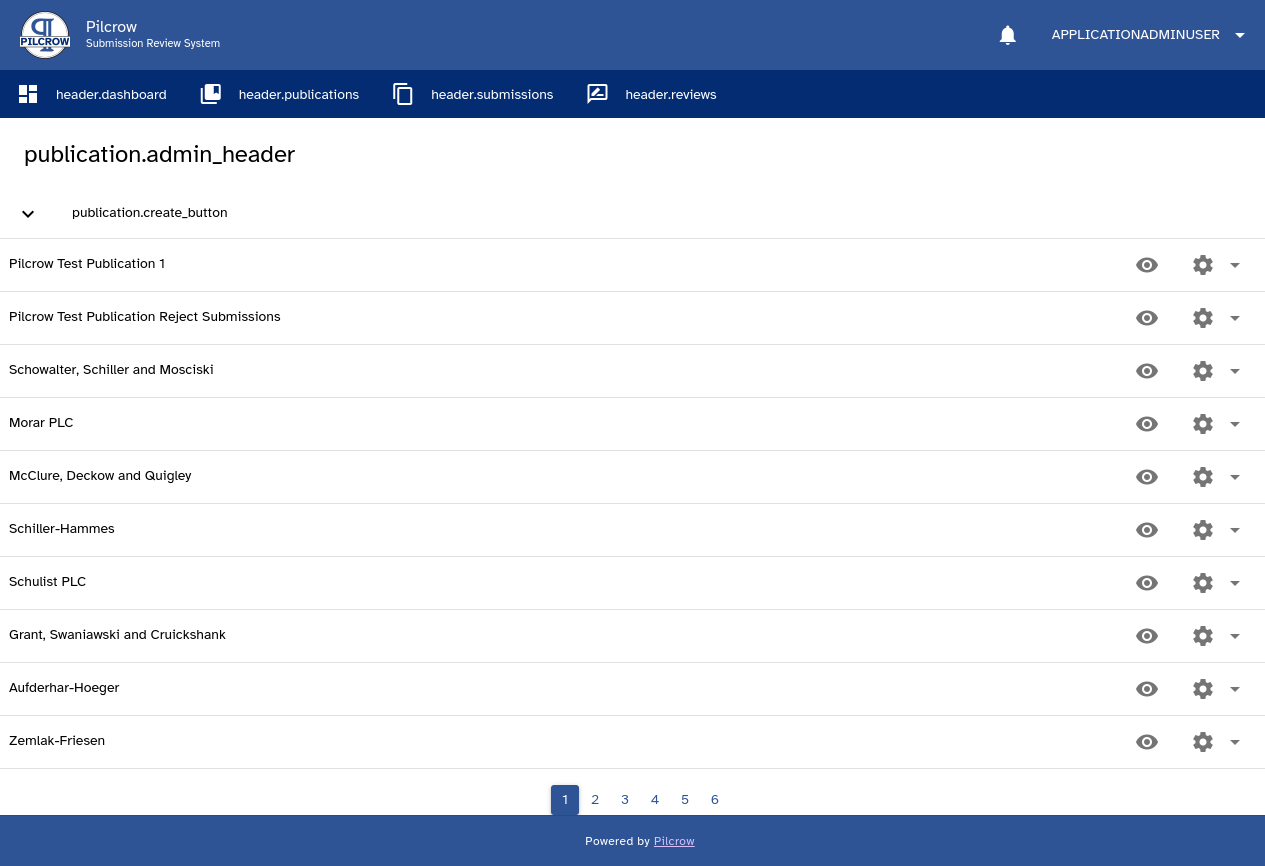 PILCROW
Pilcrow
Submission Review System
APPLICATIONADMINUSER
header.dashboard
header.publications
header.submissions
header.reviews
publication.admin_header
publication.create_button
Pilcrow Test Publication 1
Pilcrow Test Publication Reject Submissions
Schowalter, Schiller and Mosciski
Morar PLC
McClure, Deckow and Quigley
Schiller-Hammes
Schulist PLC
Grant, Swaniawski and Cruickshank
Aufderhar-Hoeger
Zemlak-Friesen
1 2 3 4 5 6
Powered by Pilcrow